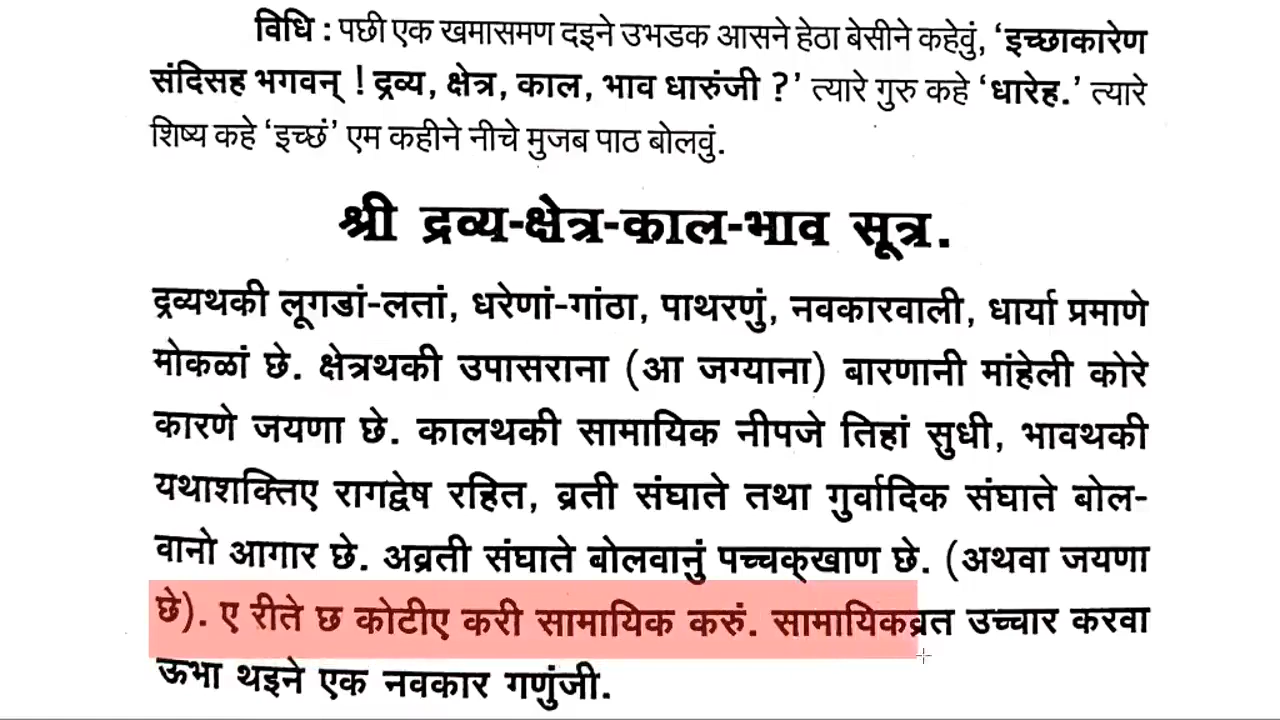 विधि : पछी एक खमासमण दइने उभडक आसने हेठा बेसीने कहेवुं, ‘इच्छाकारेण
संदिसह भगवन् ! द्रव्य, क्षेत्र, काल, भाव धारुंजी ?’ त्यारे गुरु कहे ‘धारेह.’ त्यारे
शिष्य कहे ‘इच्छं’ एम कहीने नीचे मुजब पाठ बोलवुं.
श्री द्रव्य-क्षेत्र-काल-भाव सूत्र.
द्रव्यथकी लूगडां-लतां, धरेणां-गांठा, पाथरणुं, नवकारवाली, धार्या प्रमाणे
मोकळां छे. क्षेत्रथकी उपासराना (आ जग्याना) बारणानी मांहेली कोरे
कारणे जयणा छे. कालथकी सामायिक नीपजे तिहां सुधी, भावथकी
यथाशक्तिए रागद्वेष रहित, व्रती संघाते तथा गुर्वादिक संघाते बोल-
वानो आगार छे. अव्रती संघाते बोलवानुं पच्चक्‌खाण छे. (अथवा जयणा
छे). ए रीते छ कोटीए करी सामायिक करुं. सामायिकव्रत उच्चार करवा
ऊभा थइने एक नवकार गणुंजी.